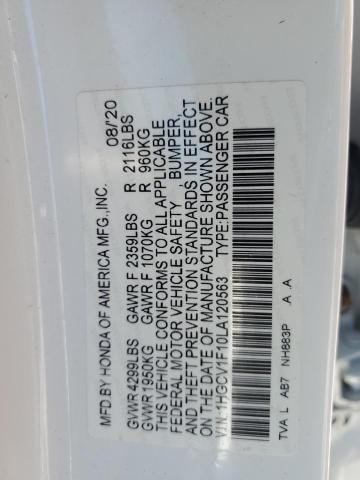 MFD BY HONDA OF AMERICA MFG.,INC. 08/'20
GVWR 4299LBS GAWR F 2359LBS R 2116LBS
GVWR 1950KG GAWR F 1070KG R 960KG
THIS VEHICLE CONFORMS TO ALL APPLICABLE
FEDERAL MOTOR VEHICLE SAFETY BUMPER,
AND THEFT PREVENTION STANDARDS IN EFFECT
ON THE DATE OF MANUFACTURE SHOWN ABOVE.
V.I.N.:1HGCV1F10LA120563 TYPE:PASSENGER CAR
TVA L AB7 NH883P A .A